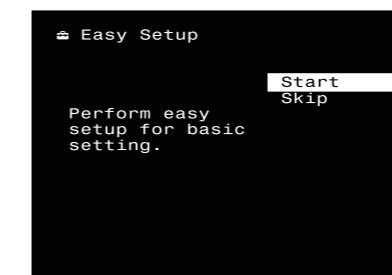 Easy Setup
Start
Skip
Perform easy
setup for basic
setting.